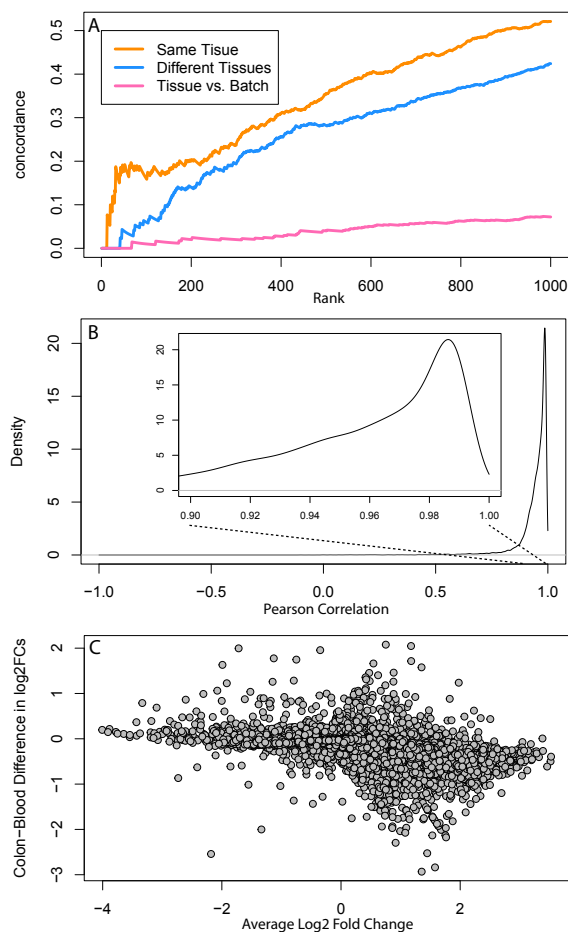 A
Same Tisue
Different Tissues
Tissue vs. Batch
concordance
0.0 0.1 0.2 0.3 0.4 0.5
0 200 400 600 800 1000
Rank
B
Density
0 5 10 15 20
0 5 10 15 20
0.90 0.92 0.94 0.96 0.98 1.00
−1.0 −0.5 0.0 0.5 1.0
Pearson Correlation
C
Colon−Blood Difference in log2FCs
−3 −2 −1 0 1 2
−4 −2 0 2
Average Log2 Fold Change